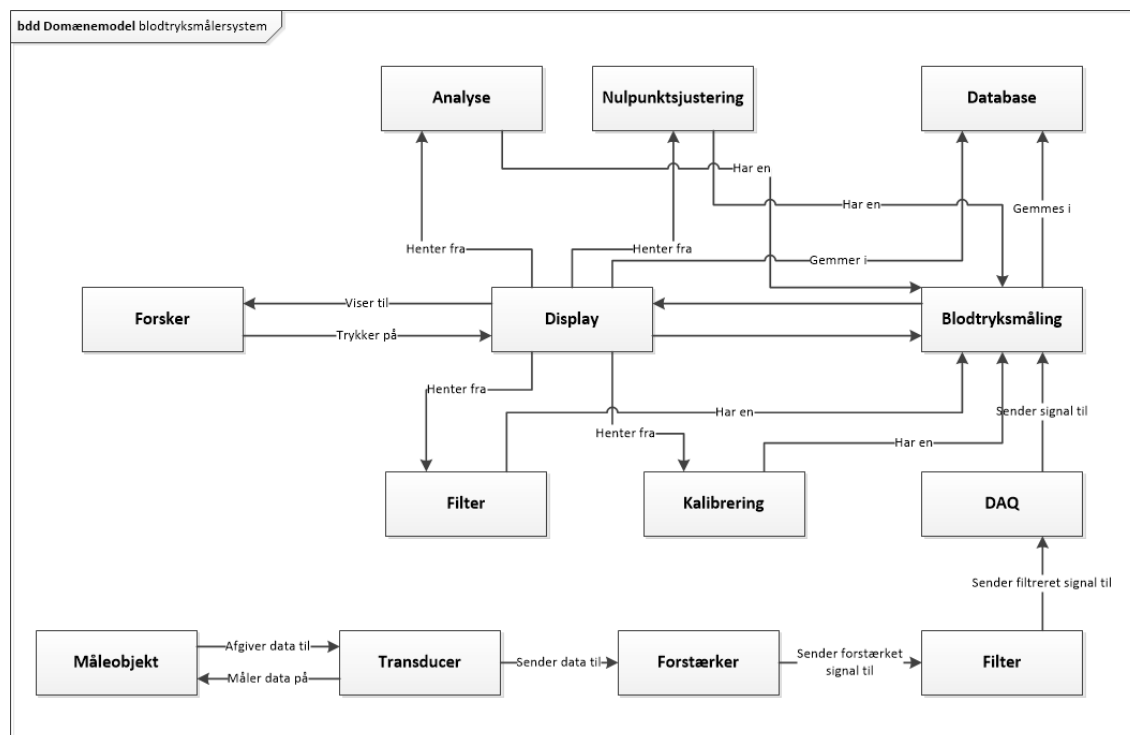 bdd Domænemodel blodtryksmålersystem
Analyse
Nulpunktsjustering
Database
Har en
Har en
Gemmes i
Henter fra
Henter fra
Gemmer i
Forsker
Viser til
Trykker på
Display
Blodtryksmåling
Henter fra
Har en
Sender signal til
Henter fra
Har en
Filter
Kalibrering
DAQ
Sender filtreret signal til
Måleobjekt
Afgiver data til
Måler data på
Transducer
Sender data til
Forstærker
Sender forstærket
signal til
Filter